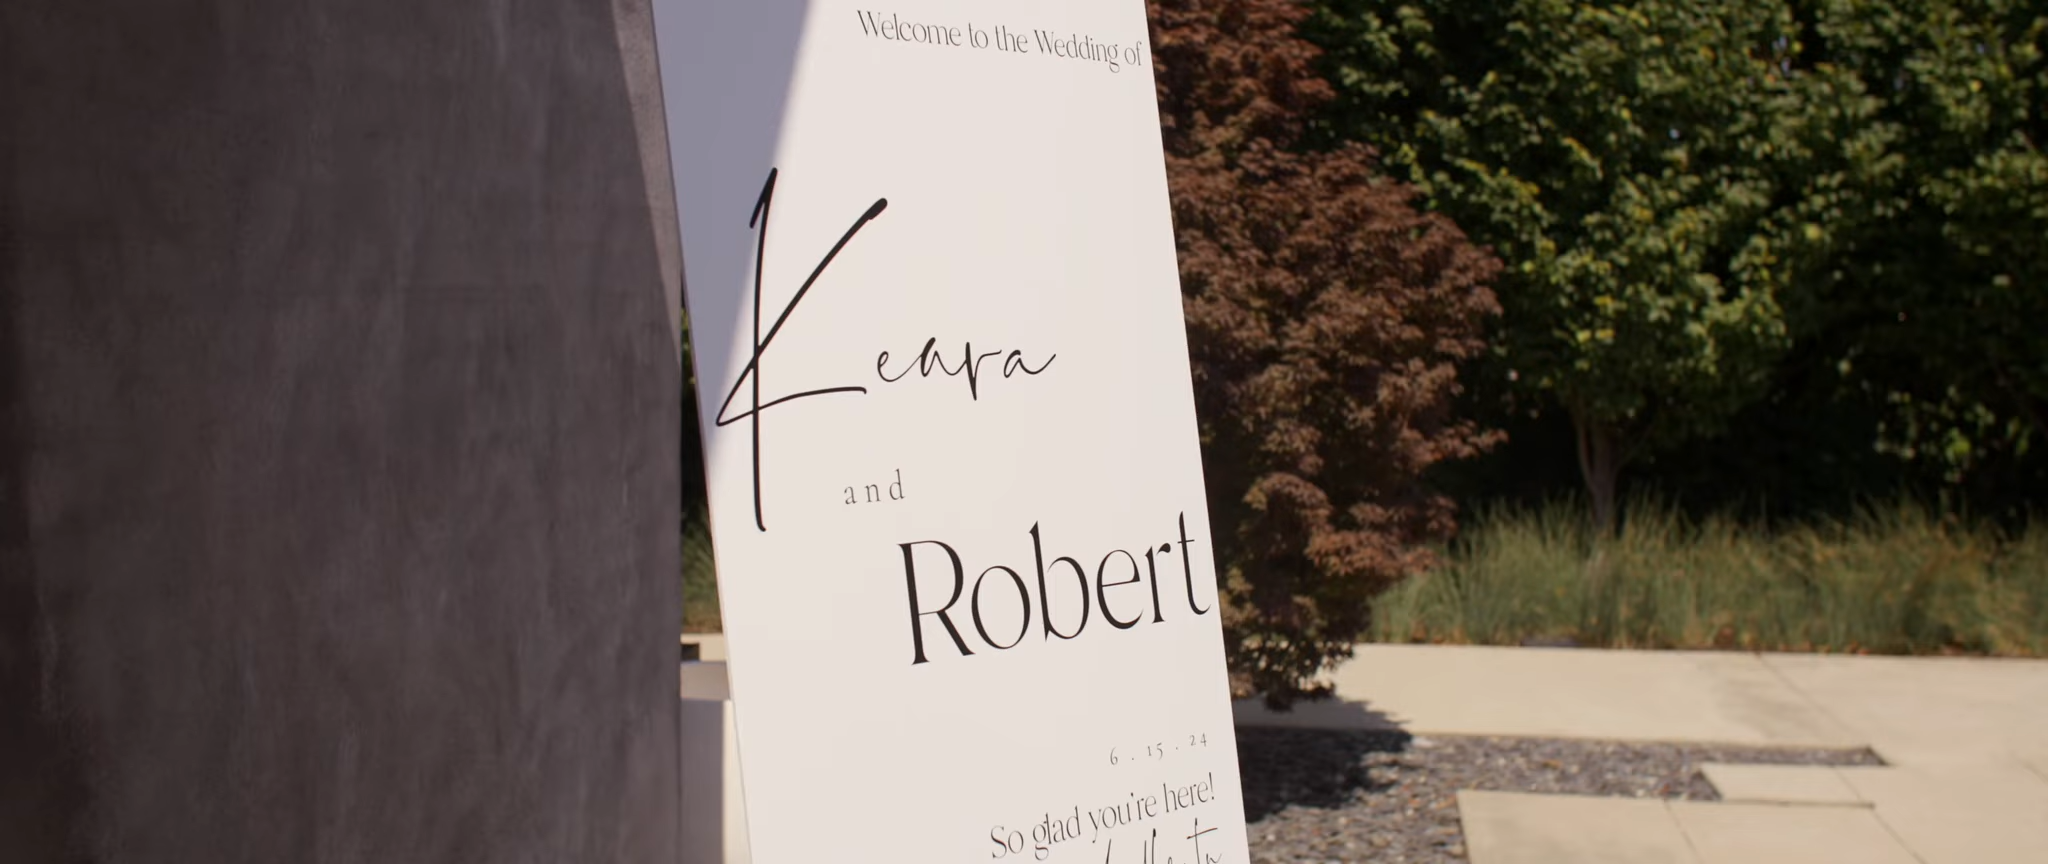 Welcome to the Wedding of
Keara
and
Robert
6 . 15 . 24
So glad you're here!